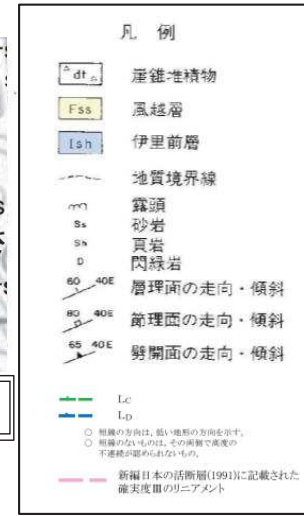 凡 例
dt 崖錐堆積物
Fss 風越層
Ish 伊里前層
地質境界線
露頭
Ss 砂岩
Sh 頁岩
D 閃緑岩
60 40E 層理面の走向・傾斜
80 40E 節理面の走向・傾斜
65 40E 劈開面の走向・傾斜
LC
LD
○ 短線の方向は、低い地形の方向を示す。
○ 短線のないものは、その両側で高度の
不連続が認められないもの。
新編日本の活断層(1991)に記載された
確実度Ⅲのリニアメント